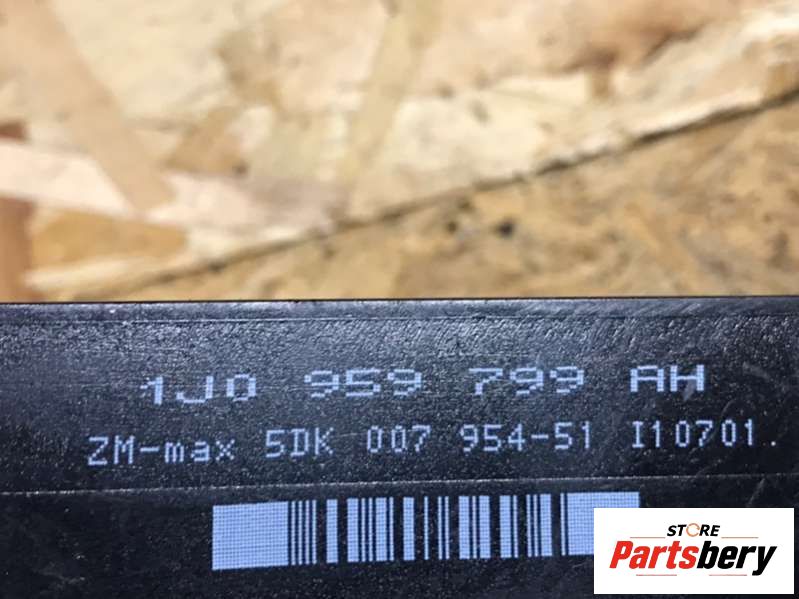 1J0 959 799 AH
ZM-max 5DK 007 954-51 I10701.
STORE
Partsbery